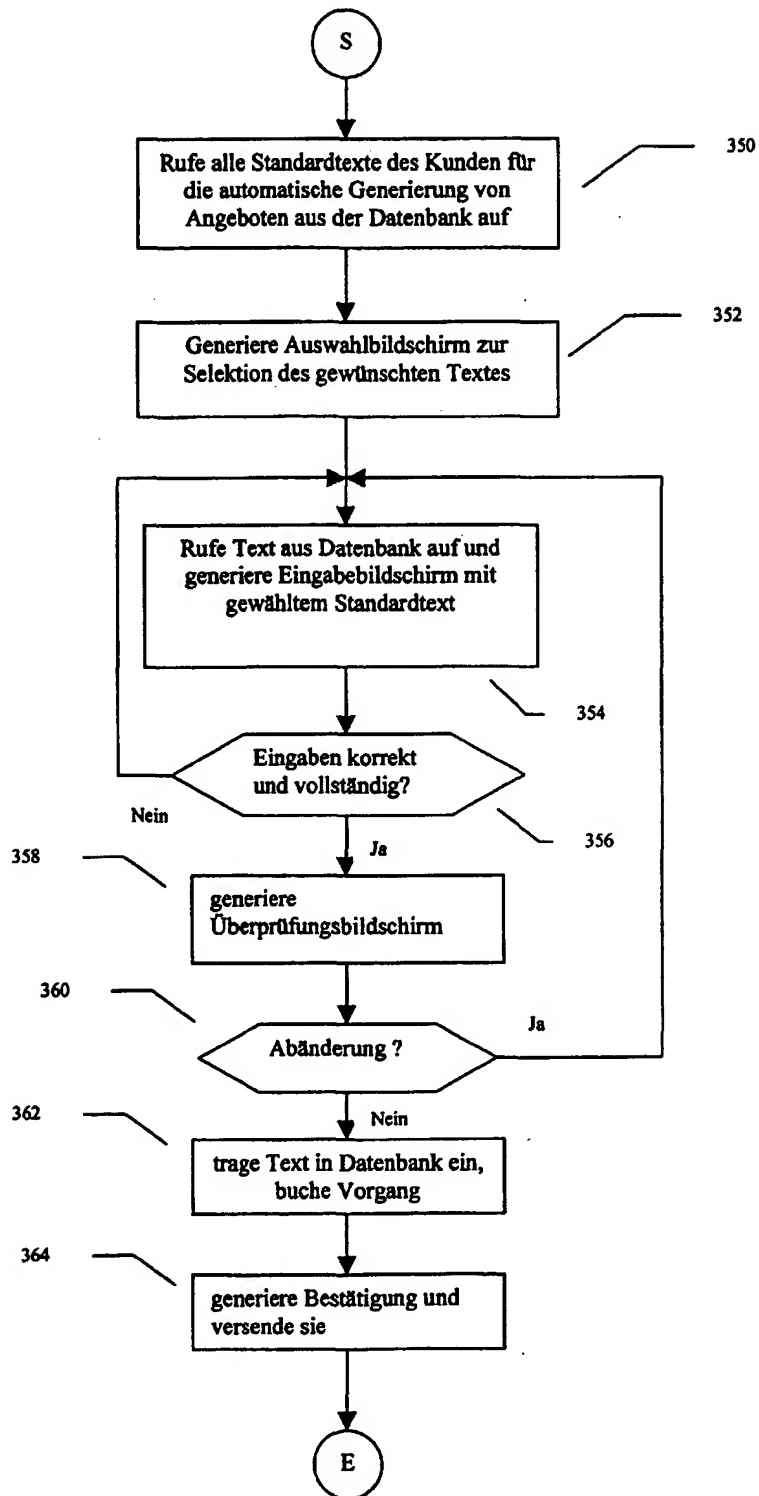 S
Rufe alle Standardtexte des Kunden für
die automatische Generierung von
Angeboten aus der Datenbank auf
350
Generiere Auswahlbildschirm zur
Selektion des gewünschten Textes
352
Rufe Text aus Datenbank auf und
generiere Eingabebildschirm mit
gewähltem Standardtext
354
Eingaben korrekt
und vollständig?
356
Nein
Ja
358
generiere
Überprüfungsbildschirm
360
Abänderung ?
Ja
Nein
362
trage Text in Datenbank ein,
buche Vorgang
364
generiere Bestätigung und
versende sie
E